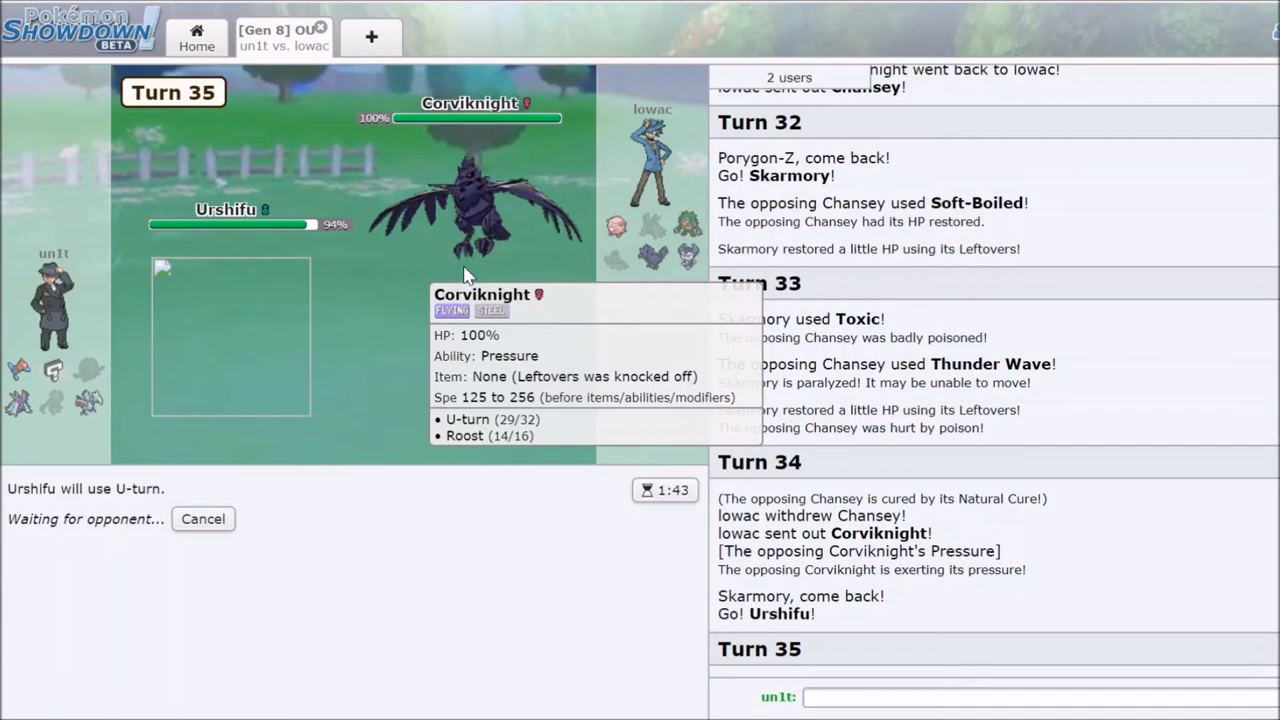 Pokémon
SHOWDOWN!
BETA
Home
[Gen 8] OU
un1t vs. lowac
+
Turn 35
Corviknight
100%
Urshifu
94%
lowac
un1t
Corviknight
FLYING STEEL
HP: 100%
Ability: Pressure
Item: None (Leftovers was knocked off)
Spe 125 to 256 (before items/abilities/modifiers)
• U-turn (29/32)
• Roost (14/16)
Urshifu will use U-turn.
1:43
Waiting for opponent... Cancel
2 users
night went back to lowac!
lowac sent out Chansey!
Turn 32
Porygon-Z, come back!
Go! Skarmory!
The opposing Chansey used Soft-Boiled!
The opposing Chansey had its HP restored.
Skarmory restored a little HP using its Leftovers!
Turn 33
Skarmory used Toxic!
The opposing Chansey was badly poisoned!
The opposing Chansey used Thunder Wave!
Skarmory is paralyzed! It may be unable to move!
Skarmory restored a little HP using its Leftovers!
The opposing Chansey was hurt by poison!
Turn 34
(The opposing Chansey is cured by its Natural Cure!)
lowac withdrew Chansey!
lowac sent out Corviknight!
[The opposing Corviknight's Pressure]
The opposing Corviknight is exerting its pressure!
Skarmory, come back!
Go! Urshifu!
Turn 35
un1t: